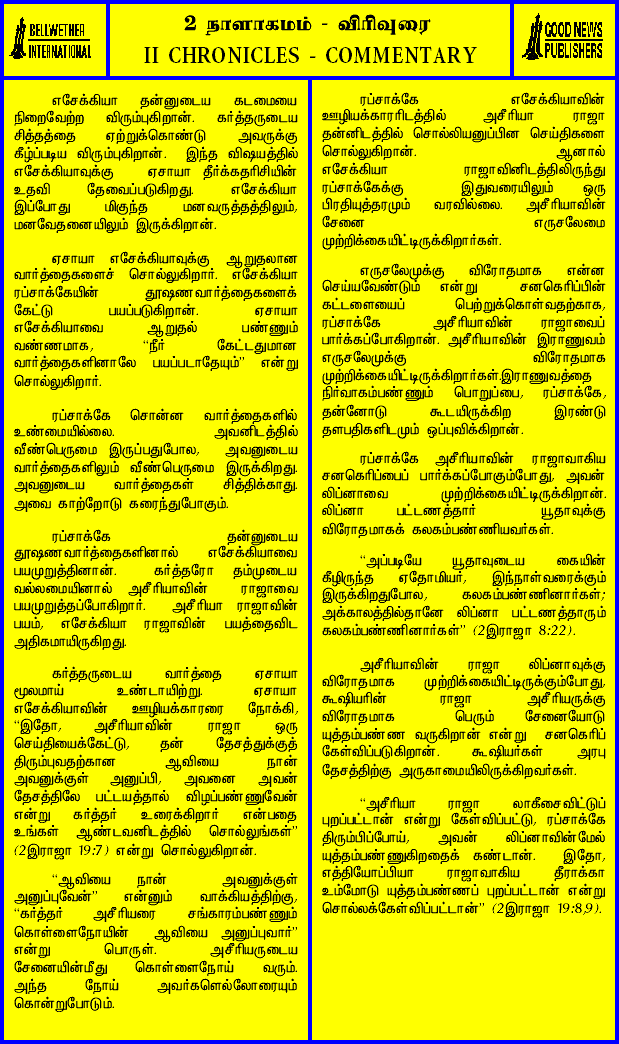 BELLWETHER
INTERNATIONAL
2 நாளாகமம் - விரிவுரை
II CHRONICLES - COMMENTARY
GOOD NEWS
PUBLISHERS
எசேக்கியா தன்னுடைய கடமையை
நிறைவேற்ற விரும்புகிறான். கர்த்தருடைய
சித்தத்தை ஏற்றுக்கொண்டு அவருக்கு
கீழ்ப்படிய விரும்புகிறான். இந்த விஷயத்தில்
எசேக்கியாவுக்கு ஏசாயா தீர்க்கதரிசியின்
உதவி தேவைப்படுகிறது. எசேக்கியா
இப்போது மிகுந்த மனவருத்தத்திலும்,
மனவேதனையிலும் இருக்கிறான்.
ஏசாயா எசேக்கியாவுக்கு ஆறுதலான
வார்த்தைகளைச் சொல்லுகிறார். எசேக்கியா
ரப்சாக்கேயின் தூஷணவார்த்தைகளைக்
கேட்டு பயப்படுகிறான். ஏசாயா
எசேக்கியாவை ஆறுதல் பண்ணும்
வண்ணமாக, “நீர் கேட்டதுமான
வார்த்தைகளினாலே பயப்படாதேயும்” என்று
சொல்லுகிறார்.
ரப்சாக்கே சொன்ன வார்த்தைகளில்
உண்மையில்லை. அவனிடத்தில்
வீண்பெருமை இருப்பதுபோல, அவனுடைய
வார்த்தைகளிலும் வீண்பெருமை இருக்கிறது.
அவனுடைய வார்த்தைகள் சித்திக்காது.
அவை காற்றோடு கரைந்துபோகும்.
ரப்சாக்கே தன்னுடைய
தூஷணவார்த்தைகளினால் எசேக்கியாவை
பயமுறுத்தினான். கர்த்தரோ தம்முடைய
வல்லமையினால் அசீரியாவின் ராஜாவை
பயமுறுத்தப்போகிறார். அசீரியா ராஜாவின்
பயம், எசேக்கியா ராஜாவின் பயத்தைவிட
அதிகமாயிருகிறது.
கர்த்தருடைய வார்த்தை ஏசாயா
மூலமாய் உண்டாயிற்று. ஏசாயா
எசேக்கியாவின் ஊழியக்காரரை நோக்கி,
“இதோ, அசீரியாவின் ராஜா ஒரு
செய்தியைக்கேட்டு, தன் தேசத்துக்குத்
திரும்புவதற்கான ஆவியை நான்
அவனுக்குள் அனுப்பி, அவனை அவன்
தேசத்திலே பட்டயத்தால் விழப்பண்ணுவேன்
என்று கர்த்தர் உரைக்கிறார் என்பதை
உங்கள் ஆண்டவனிடத்தில் சொல்லுங்கள்”
(2இராஜா 19:7) என்று சொல்லுகிறான்.
“ஆவியை நான் அவனுக்குள்
அனுப்புவேன்” என்னும் வாக்கியத்திற்கு,
“கர்த்தர் அசீரியரை சங்காரம்பண்ணும்
கொள்ளைநோயின் ஆவியை அனுப்புவார்”
என்று பொருள். அசீரியருடைய
சேனையின்மீது கொள்ளைநோய் வரும்.
அந்த நோய் அவர்களெல்லோரையும்
கொன்றுபோடும்.
ரப்சாக்கே எசேக்கியாவின்
ஊழியக்காரரிடத்தில் அசீரியா ராஜா
தன்னிடத்தில் சொல்லியனுப்பின செய்திகளை
சொல்லுகிறான். ஆனால்
எசேக்கியா ராஜாவினிடத்திலிருந்து
ரப்சாக்கேக்கு இதுவரையிலும் ஒரு
பிரதியுத்தரமும் வரவில்லை. அசீரியாவின்
சேனை எருசலேமை
முற்றிக்கையிட்டிருக்கிறார்கள்.
எருசலேமுக்கு விரோதமாக என்ன
செய்யவேண்டும் என்று சனகெரிப்பின்
கட்டளையைப் பெற்றுக்கொள்வதற்காக,
ரப்சாக்கே அசீரியாவின் ராஜாவைப்
பார்க்கப்போகிறான். அசீரியாவின் இராணுவம்
எருசலேமுக்கு விரோதமாக
முற்றிக்கையிட்டிருக்கிறார்கள்.இராணுவத்தை
நிர்வாகம்பண்ணும் பொறுப்பை, ரப்சாக்கே,
தன்னோடு கூடயிருக்கிற இரண்டு
தளபதிகளிடமும் ஒப்புவிக்கிறான்.
ரப்சாக்கே அசீரியாவின் ராஜாவாகிய
சனகெரிப்பைப் பார்க்கப்போகும்போது, அவன்
லிப்னாவை முற்றிக்கையிட்டிருக்கிறான்.
லிப்னா பட்டணத்தார் யூதாவுக்கு
விரோதமாகக் கலகம்பண்ணியவர்கள்.
“அப்படியே யூதாவுடைய கையின்
கீழிருந்த ஏதோமியர், இந்நாள்வரைக்கும்
இருக்கிறதுபோல, கலகம்பண்ணினார்கள்;
அக்காலத்தில்தானே லிப்னா பட்டணத்தாரும்
கலகம்பண்ணினார்கள்” (2இராஜா 8:22).
அசீரியாவின் ராஜா லிப்னாவுக்கு
விரோதமாக முற்றிக்கையிட்டிருக்கும்போது,
கூஷியரின் ராஜா அசீரியருக்கு
விரோதமாக பெரும் சேனையோடு
யுத்தம்பண்ண வருகிறான் என்று சனகெரிப்
கேள்விப்படுகிறான். கூஷியர்கள் அரபு
தேசத்திற்கு அருகாமையிலிருக்கிறவர்கள்.
“அசீரியா ராஜா லாகீசைவிட்டுப்
புறப்பட்டான் என்று கேள்விப்பட்டு, ரப்சாக்கே
திரும்பிப்போய், அவன் லிப்னாவின்மேல்
யுத்தம்பண்ணுகிறதைக் கண்டான். இதோ,
எத்தியோப்பியா ராஜாவாகிய தீராக்கா
உம்மோடு யுத்தம்பண்ணப் புறப்பட்டான் என்று
சொல்லக்கேள்விப்பட்டான்” (2இராஜா 19:8,9).